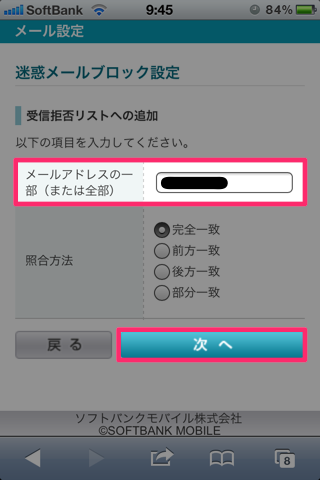 SoftBank 9:45 84%
メール設定
迷惑メールブロック設定
受信拒否リストへの追加
以下の項目を入力してください。
メールアドレスの一
部（または全部）
照合方法
完全一致
前方一致
後方一致
部分一致
戻る
次へ
ソフトバンクモバイル株式会社
©SOFTBANK MOBILE
8